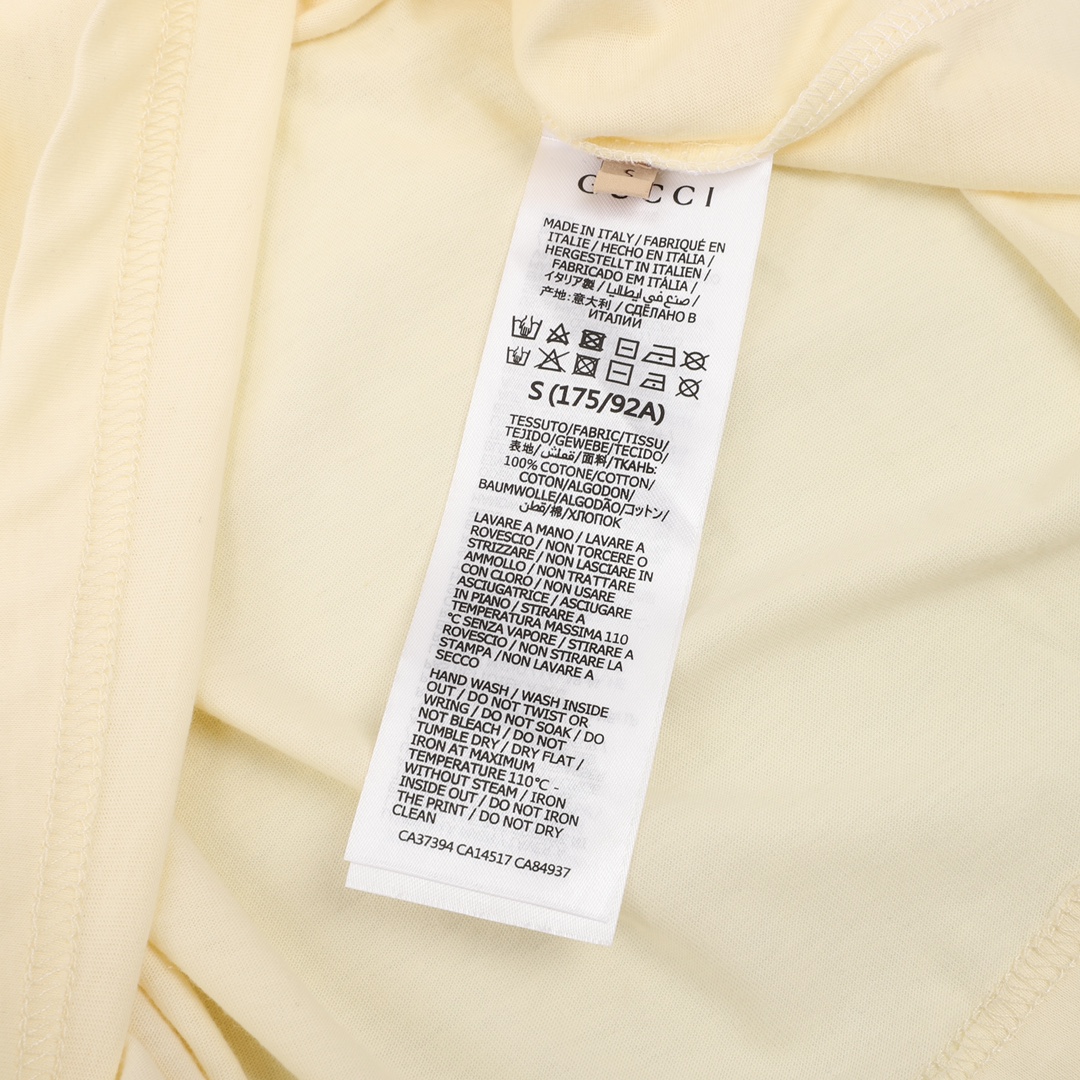 S
GUCCI
MADE IN ITALY / FABRIQUÉ EN
ITALIE / HECHO EN ITALIA /
HERGESTELLT IN ITALIEN /
FABRICADO EM ITÁLIA /
イタリア製 / صنع في إيطاليا /
产地: 意大利 / СДЕЛАНО В
ИТАЛИИ
S (175/92A)
TESSUTO/FABRIC/TISSU/
TEJIDO/GEWEBE/TECIDO/
表地/قماش/面料/ТКАНЬ:
100% COTONE/COTTON/
COTON/ALGODON/
BAUMWOLLE/ALGODÃO/コットン/
قطن/棉/ХЛОПОК
LAVARE A MANO / LAVARE A
ROVESCIO / NON TORCERE O
STRIZZARE / NON LASCIARE IN
AMMOLLO / NON TRATTARE
CON CLORO / NON USARE
ASCIUGATRICE / ASCIUGARE
IN PIANO / STIRARE A
TEMPERATURA MASSIMA 110
°C SENZA VAPORE / STIRARE A
ROVESCIO / NON STIRARE LA
STAMPA / NON LAVARE A
SECCO
HAND WASH / WASH INSIDE
OUT / DO NOT TWIST OR
WRING / DO NOT SOAK / DO
NOT BLEACH / DO NOT
TUMBLE DRY / DRY FLAT /
IRON AT MAXIMUM
TEMPERATURE 110°C -
WITHOUT STEAM / IRON
INSIDE OUT / DO NOT IRON
THE PRINT / DO NOT DRY
CLEAN
CA37394 CA14517 CA84937